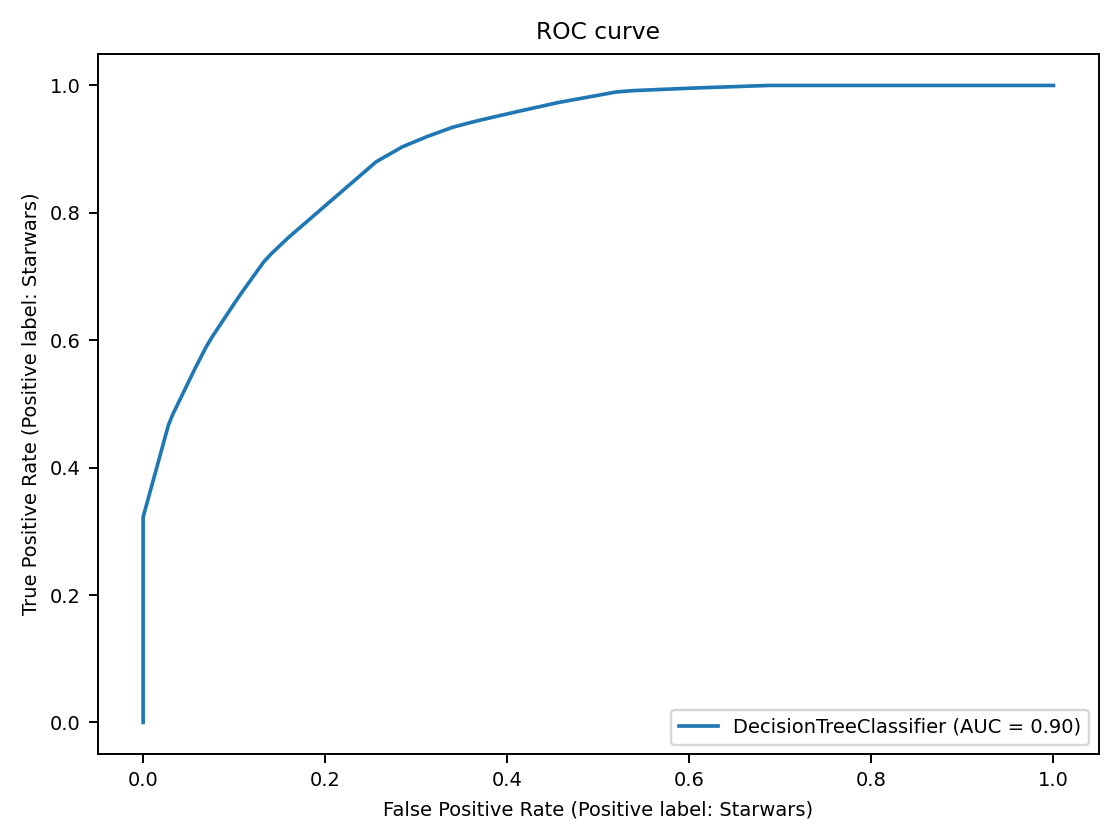 ROC curve
True Positive Rate (Positive label: Starwars)
1.0
0.8
0.6
0.4
0.2
0.0
DecisionTreeClassifier (AUC = 0.90)
0.0 0.2 0.4 0.6 0.8 1.0
False Positive Rate (Positive label: Starwars)